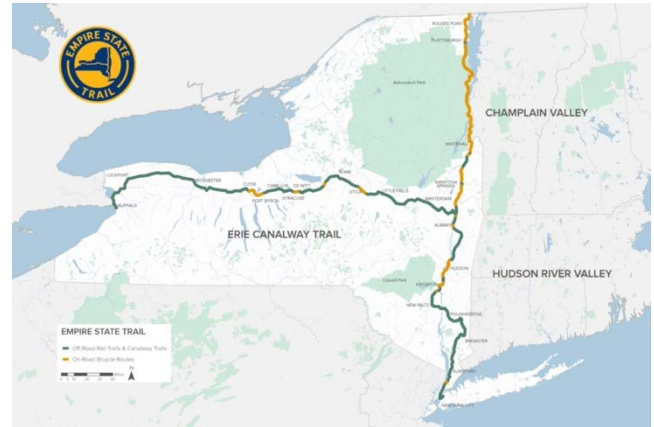 EMPIRE STATE
TRAIL
ROUSES POINT
PLATTSBURGH
Adirondack Park
CHAMPLAIN VALLEY
WHITEHALL
LOCKPORT
ROCHESTER
CLYDE
CAMILLUS
DE WITT
ROME
UTICA
LITTLE FALLS
SARATOGA
SPRINGS
AMSTERDAM
PORT BYRON
SYRACUSE
BUFFALO
ALBANY
ERIE CANALWAY TRAIL
HUDSON
HUDSON RIVER VALLEY
Catskill Park
KINGSTON
NEW PALTZ
POUGHKEEPSIE
BREWSTER
EMPIRE STATE TRAIL
Off-Road Rail Trails & Canalway Trails
On-Road Bicycle Routes
Miles
N
NEW YORK CITY